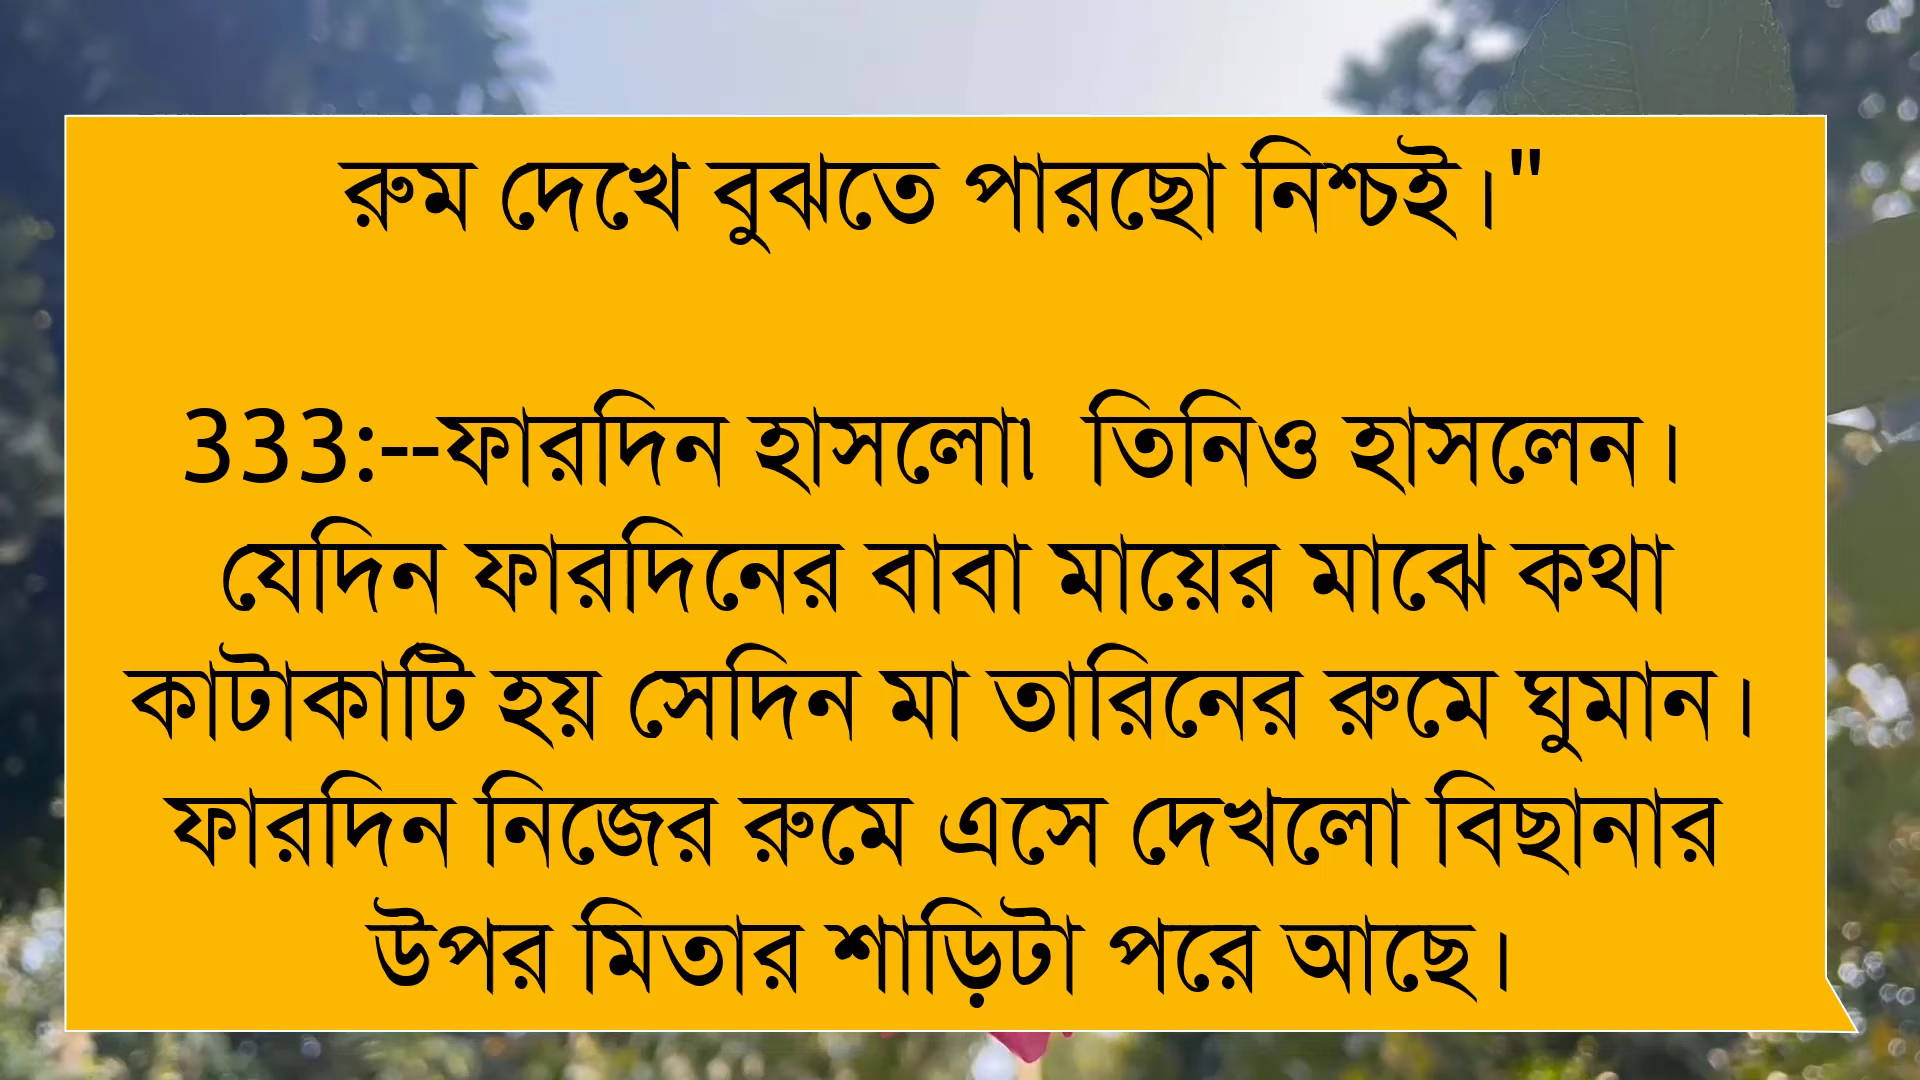 রুম দেখে বুঝতে পারছো নিশ্চই।"
333:--ফারদিন হাসলো৷  তিনিও হাসলেন।
যেদিন ফারদিনের বাবা মায়ের মাঝে কথা
কাটাকাটি হয় সেদিন মা তারিনের রুমে ঘুমান।
ফারদিন নিজের রুমে এসে দেখলো বিছানার
উপর মিতার শাড়িটা পরে আছে।